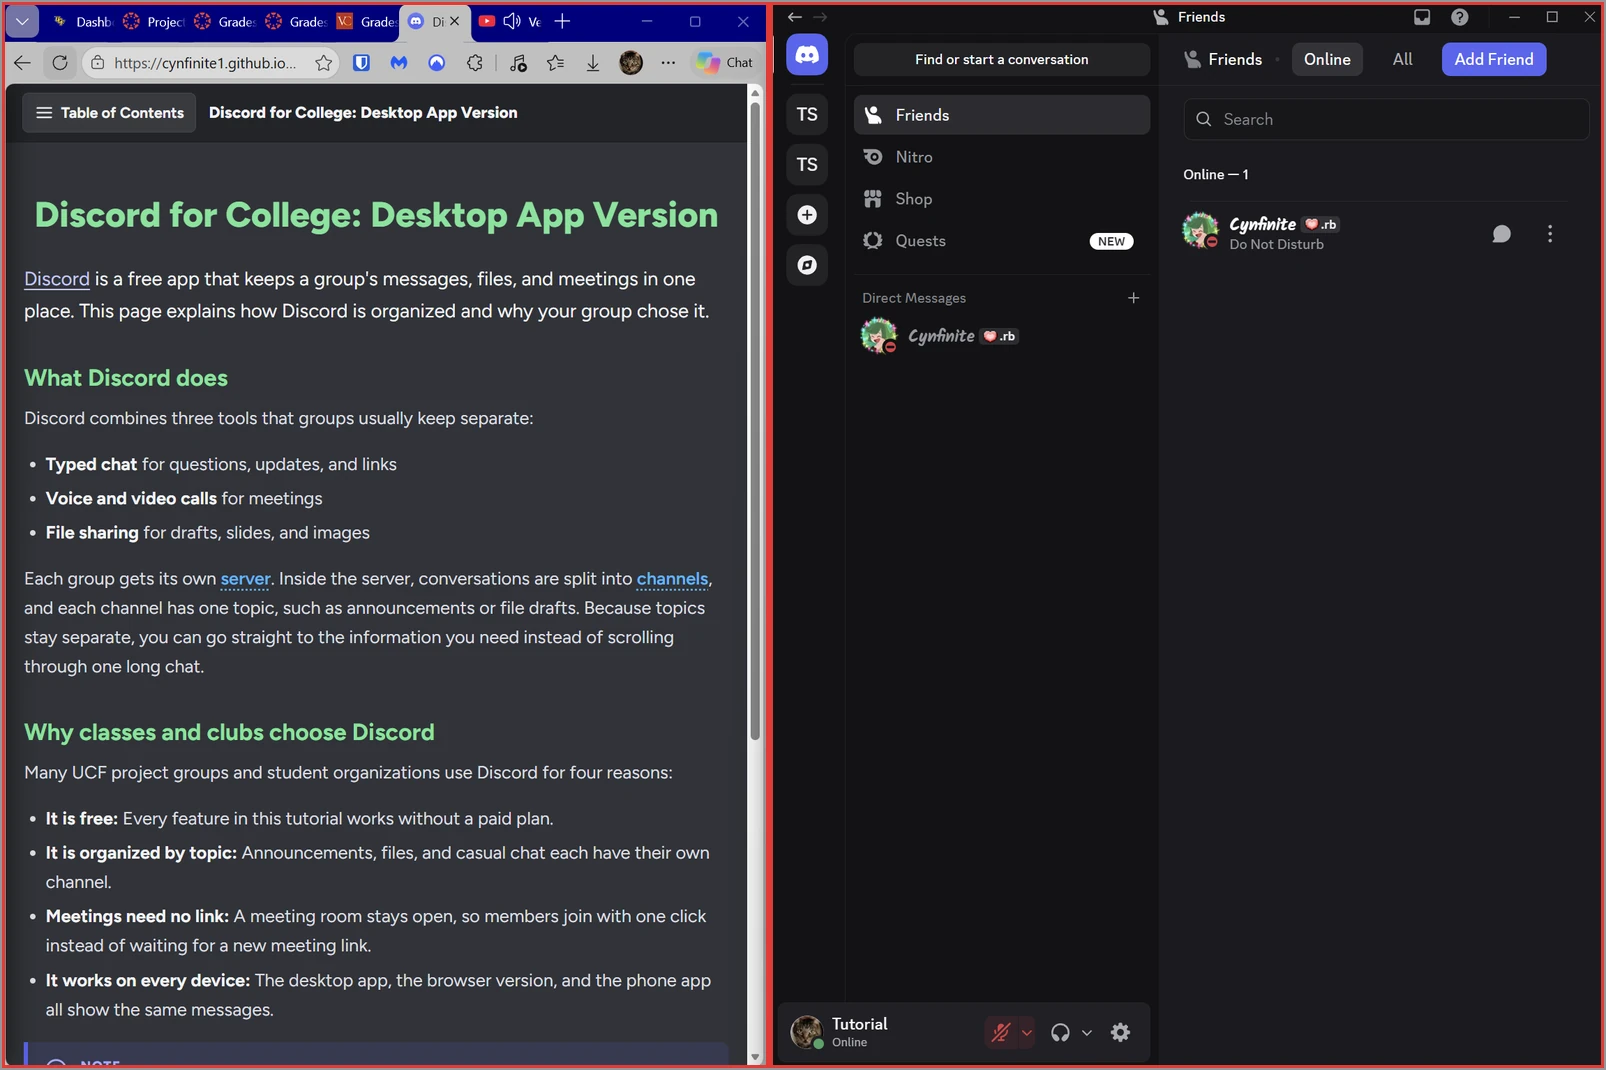 Dashb
Project
Grades
Grades
Grades
Di
Ve
https://cynfinite1.github.io...
Chat
Table of Contents
Discord for College: Desktop App Version
Discord for College: Desktop App Version
Discord is a free app that keeps a group's messages, files, and meetings in one
place. This page explains how Discord is organized and why your group chose it.
What Discord does
Discord combines three tools that groups usually keep separate:
• Typed chat for questions, updates, and links
• Voice and video calls for meetings
• File sharing for drafts, slides, and images
Each group gets its own server. Inside the server, conversations are split into channels,
and each channel has one topic, such as announcements or file drafts. Because topics
stay separate, you can go straight to the information you need instead of scrolling
through one long chat.
Why classes and clubs choose Discord
Many UCF project groups and student organizations use Discord for four reasons:
• It is free: Every feature in this tutorial works without a paid plan.
• It is organized by topic: Announcements, files, and casual chat each have their own
channel.
• Meetings need no link: A meeting room stays open, so members join with one click
instead of waiting for a new meeting link.
• It works on every device: The desktop app, the browser version, and the phone app
all show the same messages.
NOTE
Friends
TS
TS
Find or start a conversation
Friends
Nitro
Shop
Quests NEW
Direct Messages
Cynfinite .rb
Tutorial
Online
Friends
Online
All
Add Friend
Search
Online — 1
Cynfinite .rb
Do Not Disturb